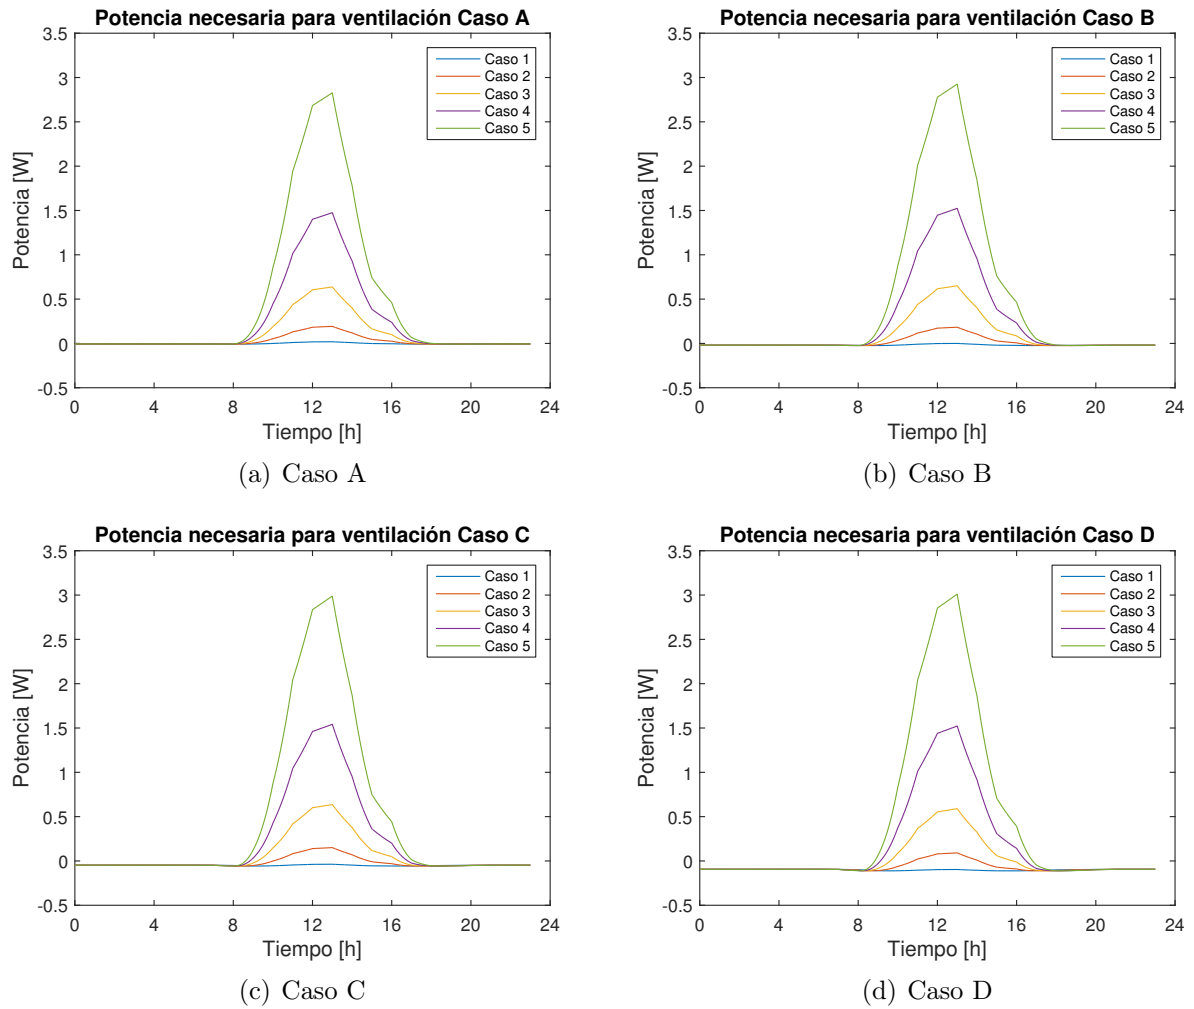 Potencia necesaria para ventilación Caso A
3.5
3
2.5
2
1.5
1
0.5
0
-0.5
Potencia [W]
Caso 1
Caso 2
Caso 3
Caso 4
Caso 5
0 4 8 12 16 20 24
Tiempo [h]
(a) Caso A
Potencia necesaria para ventilación Caso B
3.5
3
2.5
2
1.5
1
0.5
0
-0.5
Potencia [W]
Caso 1
Caso 2
Caso 3
Caso 4
Caso 5
0 4 8 12 16 20 24
Tiempo [h]
(b) Caso B
Potencia necesaria para ventilación Caso C
3.5
3
2.5
2
1.5
1
0.5
0
-0.5
Potencia [W]
Caso 1
Caso 2
Caso 3
Caso 4
Caso 5
0 4 8 12 16 20 24
Tiempo [h]
(c) Caso C
Potencia necesaria para ventilación Caso D
3.5
3
2.5
2
1.5
1
0.5
0
-0.5
Potencia [W]
Caso 1
Caso 2
Caso 3
Caso 4
Caso 5
0 4 8 12 16 20 24
Tiempo [h]
(d) Caso D